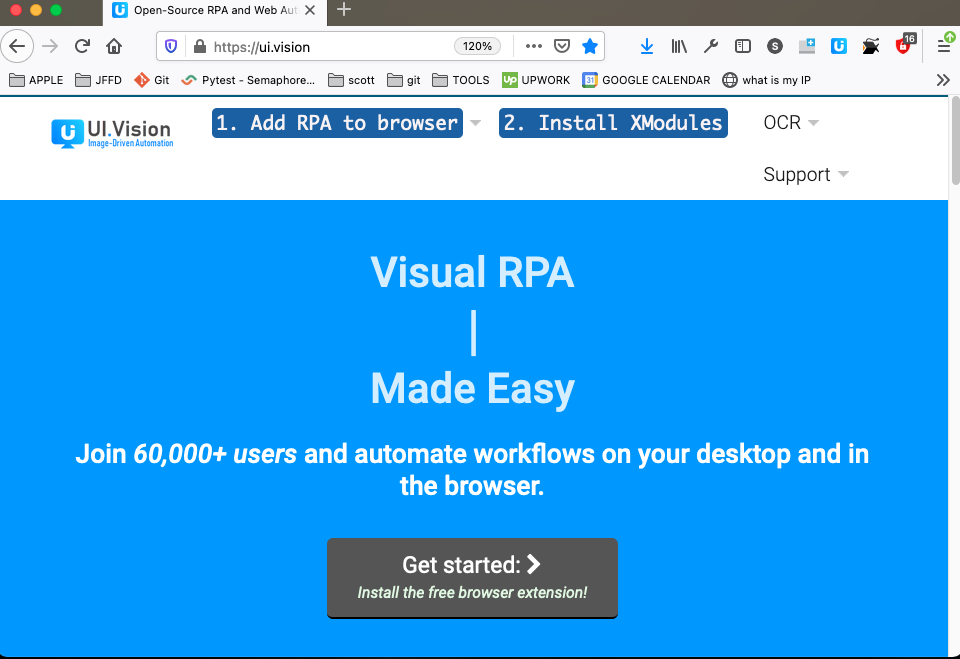 Open-Source RPA and Web Aut
https://ui.vision
120%
S
16
APPLE
JFFD
Git
Pytest - Semaphore...
scott
git
TOOLS
Up
UPWORK
31
GOOGLE CALENDAR
what is my IP
UI.Vision
Image-Driven Automation
1. Add RPA to browser
2. Install XModules
OCR
Support
Visual RPA
|
Made Easy
Join 60,000+ users and automate workflows on your desktop and in
the browser.
Get started:
Install the free browser extension!